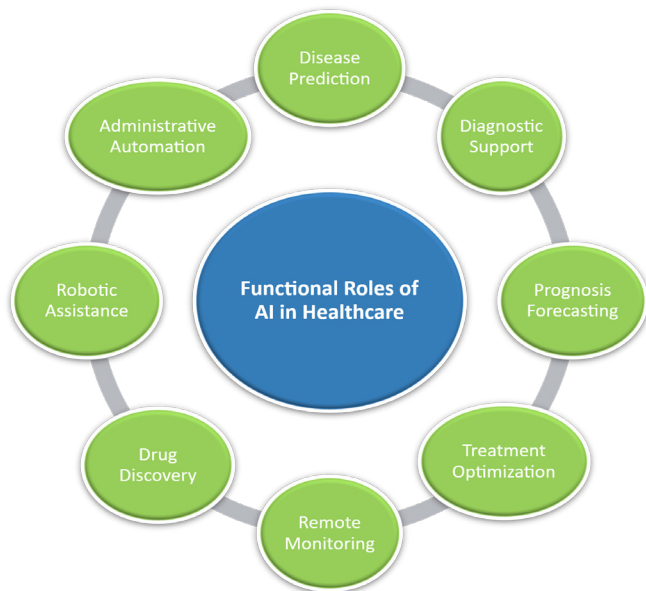 Disease
Prediction
Diagnostic
Support
Prognosis
Forecasting
Treatment
Optimization
Remote
Monitoring
Drug
Discovery
Robotic
Assistance
Administrative
Automation
Functional Roles of
AI in Healthcare